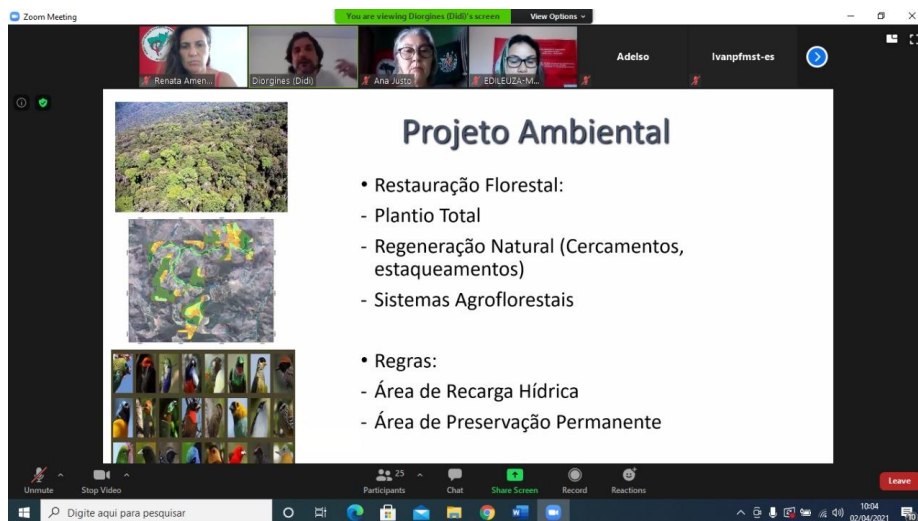 Zoom Meeting
You are viewing Diorgines (Didi)'s screen
View Options
Renata Amen...
Diorgines (Didi)
Ana Justo
EDILEUZA-M...
Adelso
Ivanpfmst-es
Projeto Ambiental
• Restauração Florestal:
- Plantio Total
- Regeneração Natural (Cercamentos,
estaqueamentos)
- Sistemas Agroflorestais
• Regras:
- Área de Recarga Hídrica
- Área de Preservação Permanente
Unmute
Stop Video
25
Participants
Chat
Share Screen
Record
Reactions
Leave
Digite aqui para pesquisar
10:04
02/04/2021